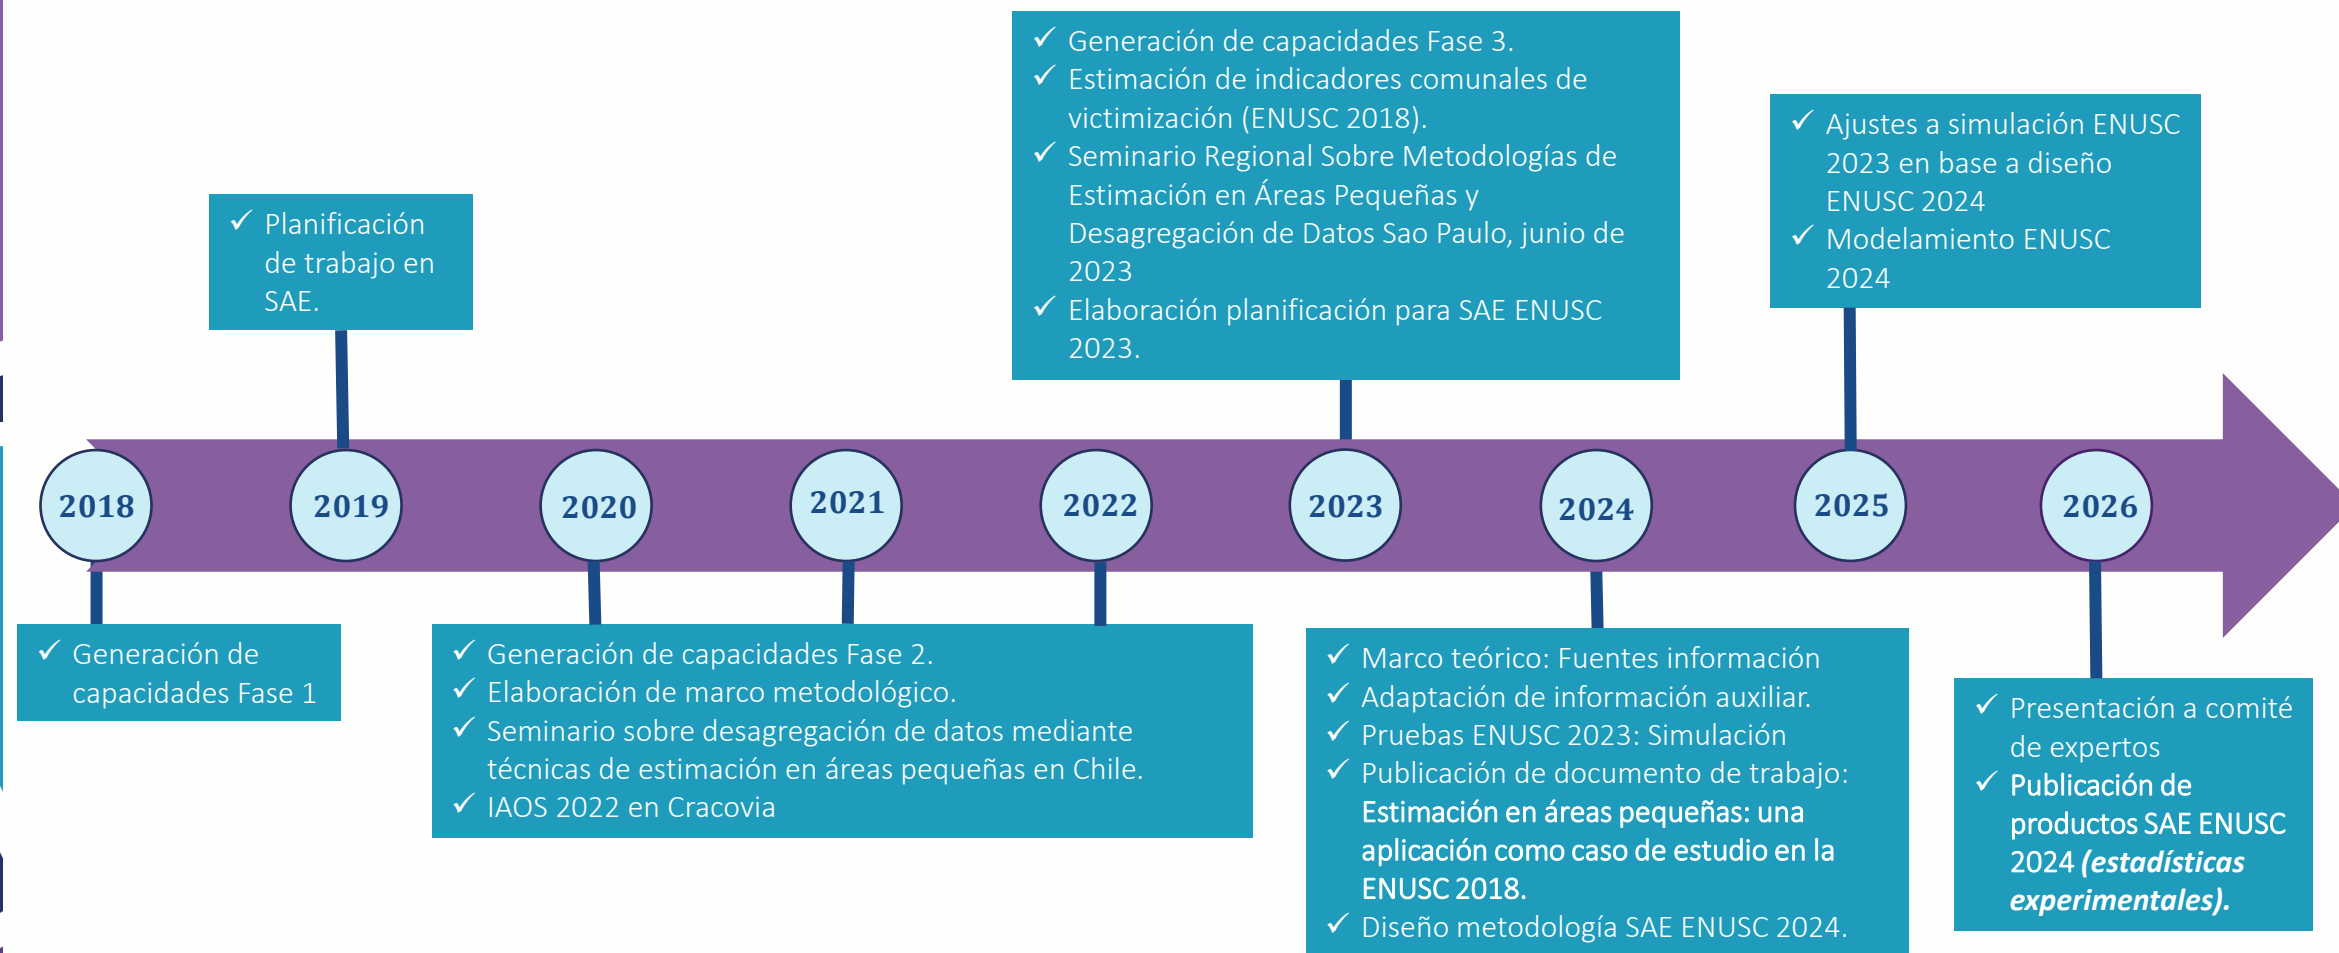 ✓ Generación de capacidades Fase 3.
✓ Estimación de indicadores comunales de
victimización (ENUSC 2018).
✓ Seminario Regional Sobre Metodologías de
Estimación en Áreas Pequeñas y
Desagregación de Datos Sao Paulo, junio de
2023
✓ Elaboración planificación para SAE ENUSC
2023.
✓ Ajustes a simulación ENUSC
2023 en base a diseño
ENUSC 2024
✓ Modelamiento ENUSC
2024
✓ Planificación
de trabajo en
SAE.
2018
2019
2020
2021
2022
2023
2024
2025
2026
✓ Generación de
capacidades Fase 1
✓ Generación de capacidades Fase 2.
✓ Elaboración de marco metodológico.
✓ Seminario sobre desagregación de datos mediante
técnicas de estimación en áreas pequeñas en Chile.
✓ IAOS 2022 en Cracovia
✓ Marco teórico: Fuentes información
✓ Adaptación de información auxiliar.
✓ Pruebas ENUSC 2023: Simulación
✓ Publicación de documento de trabajo:
Estimación en áreas pequeñas: una
aplicación como caso de estudio en la
ENUSC 2018.
✓ Diseño metodología SAE ENUSC 2024.
✓ Presentación a comité
de expertos
✓ Publicación de
productos SAE ENUSC
2024 (estadísticas
experimentales).